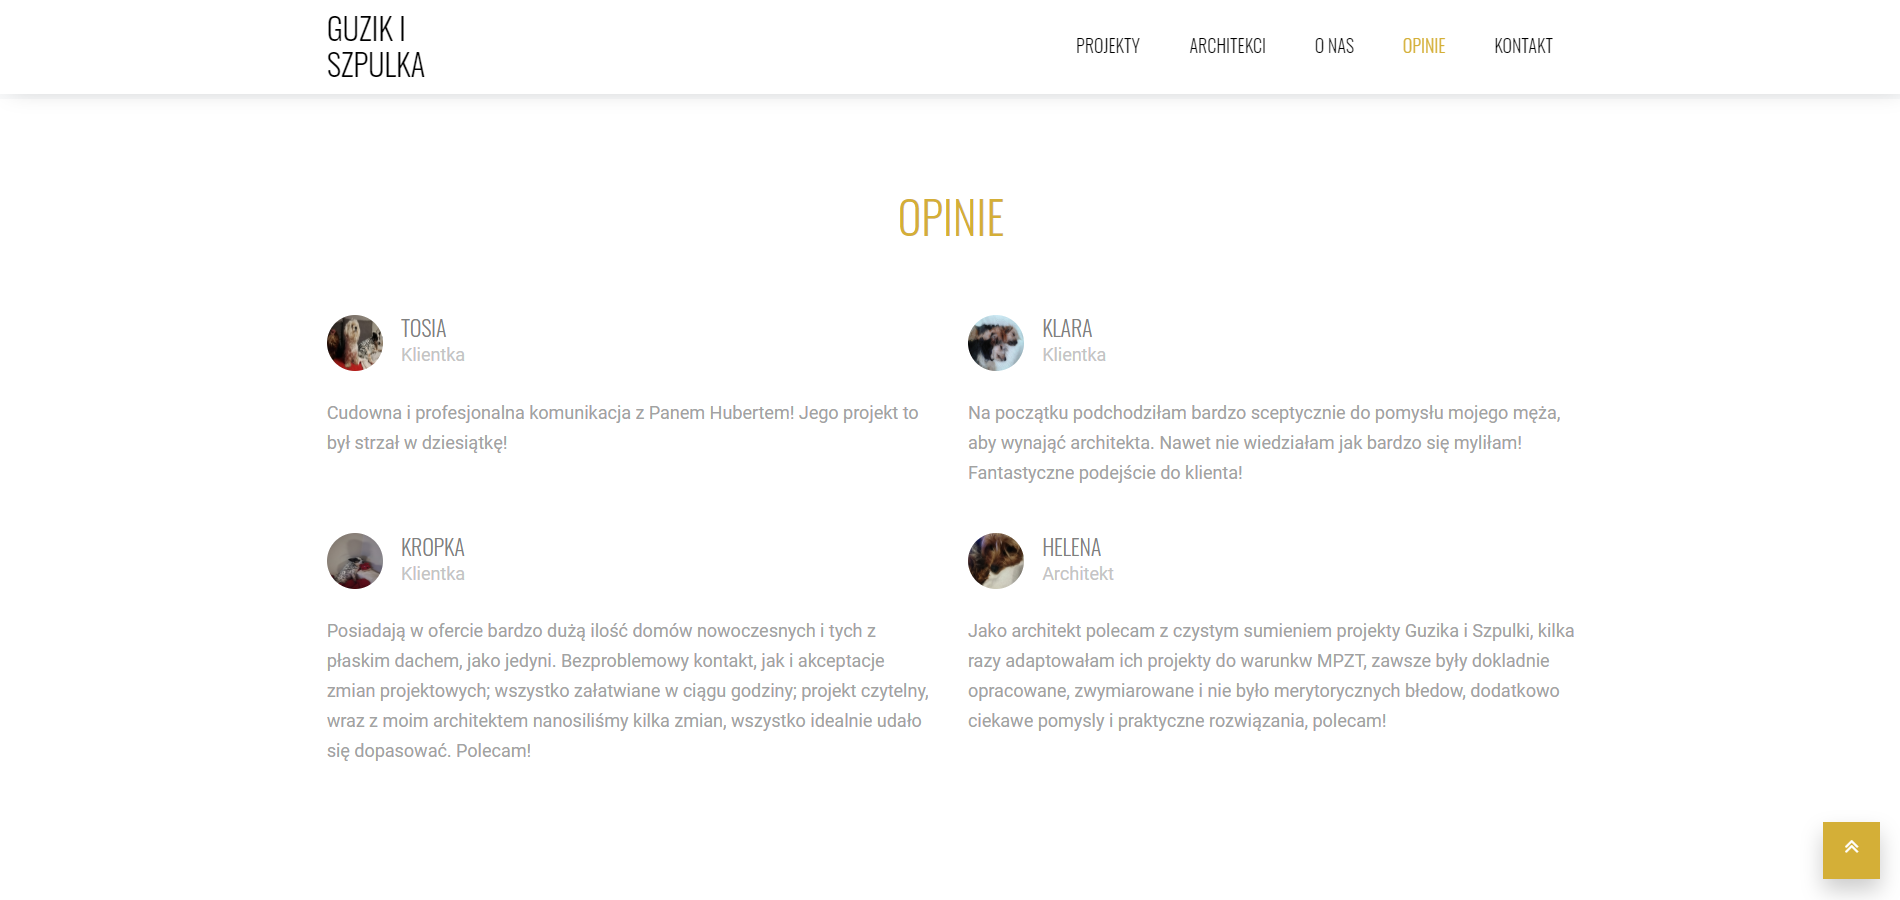 GUZIK I
SZPULKA
PROJEKTY
ARCHITEKCI
O NAS
OPINIE
KONTAKT
OPINIE
TOSIA
Klientka
Cudowna i profesjonalna komunikacja z Panem Hubertem! Jego projekt to
był strzał w dziesiątkę!
KLARA
Klientka
Na początku podchodziłam bardzo sceptycznie do pomysłu mojego męża,
aby wynająć architekta. Nawet nie wiedziałam jak bardzo się myliłam!
Fantastyczne podejście do klienta!
KROPKA
Klientka
Posiadają w ofercie bardzo dużą ilość domów nowoczesnych i tych z
płaskim dachem, jako jedyni. Bezproblemowy kontakt, jak i akceptacje
zmian projektowych; wszystko załatwiane w ciągu godziny; projekt czytelny,
wraz z moim architektem nanosiliśmy kilka zmian, wszystko idealnie udało
się dopasować. Polecam!
HELENA
Architekt
Jako architekt polecam z czystym sumieniem projekty Guzika i Szpulki, kilka
razy adaptowałam ich projekty do warunkw MPZT, zawsze były dokladnie
opracowane, zwymiarowane i nie było merytorycznych błedow, dodatkowo
ciekawe pomysly i praktyczne rozwiązania, polecam!